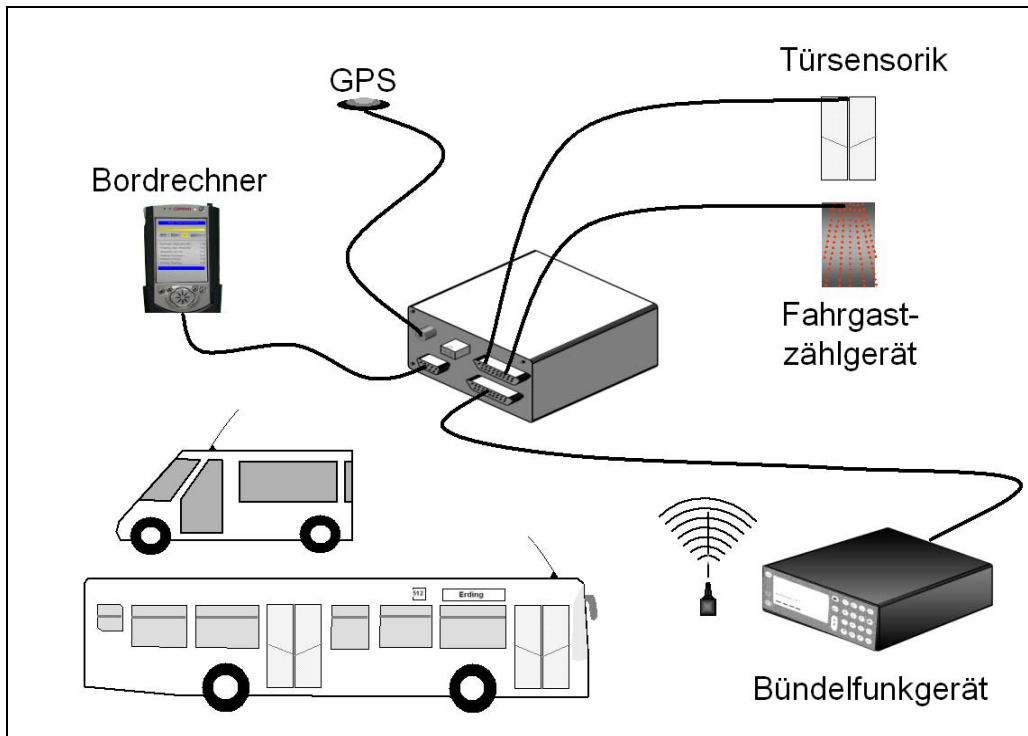 GPS
Türsensorik
Bordrechner
Fahrgast-
zählgerät
Erding
Bündelfunkgerät